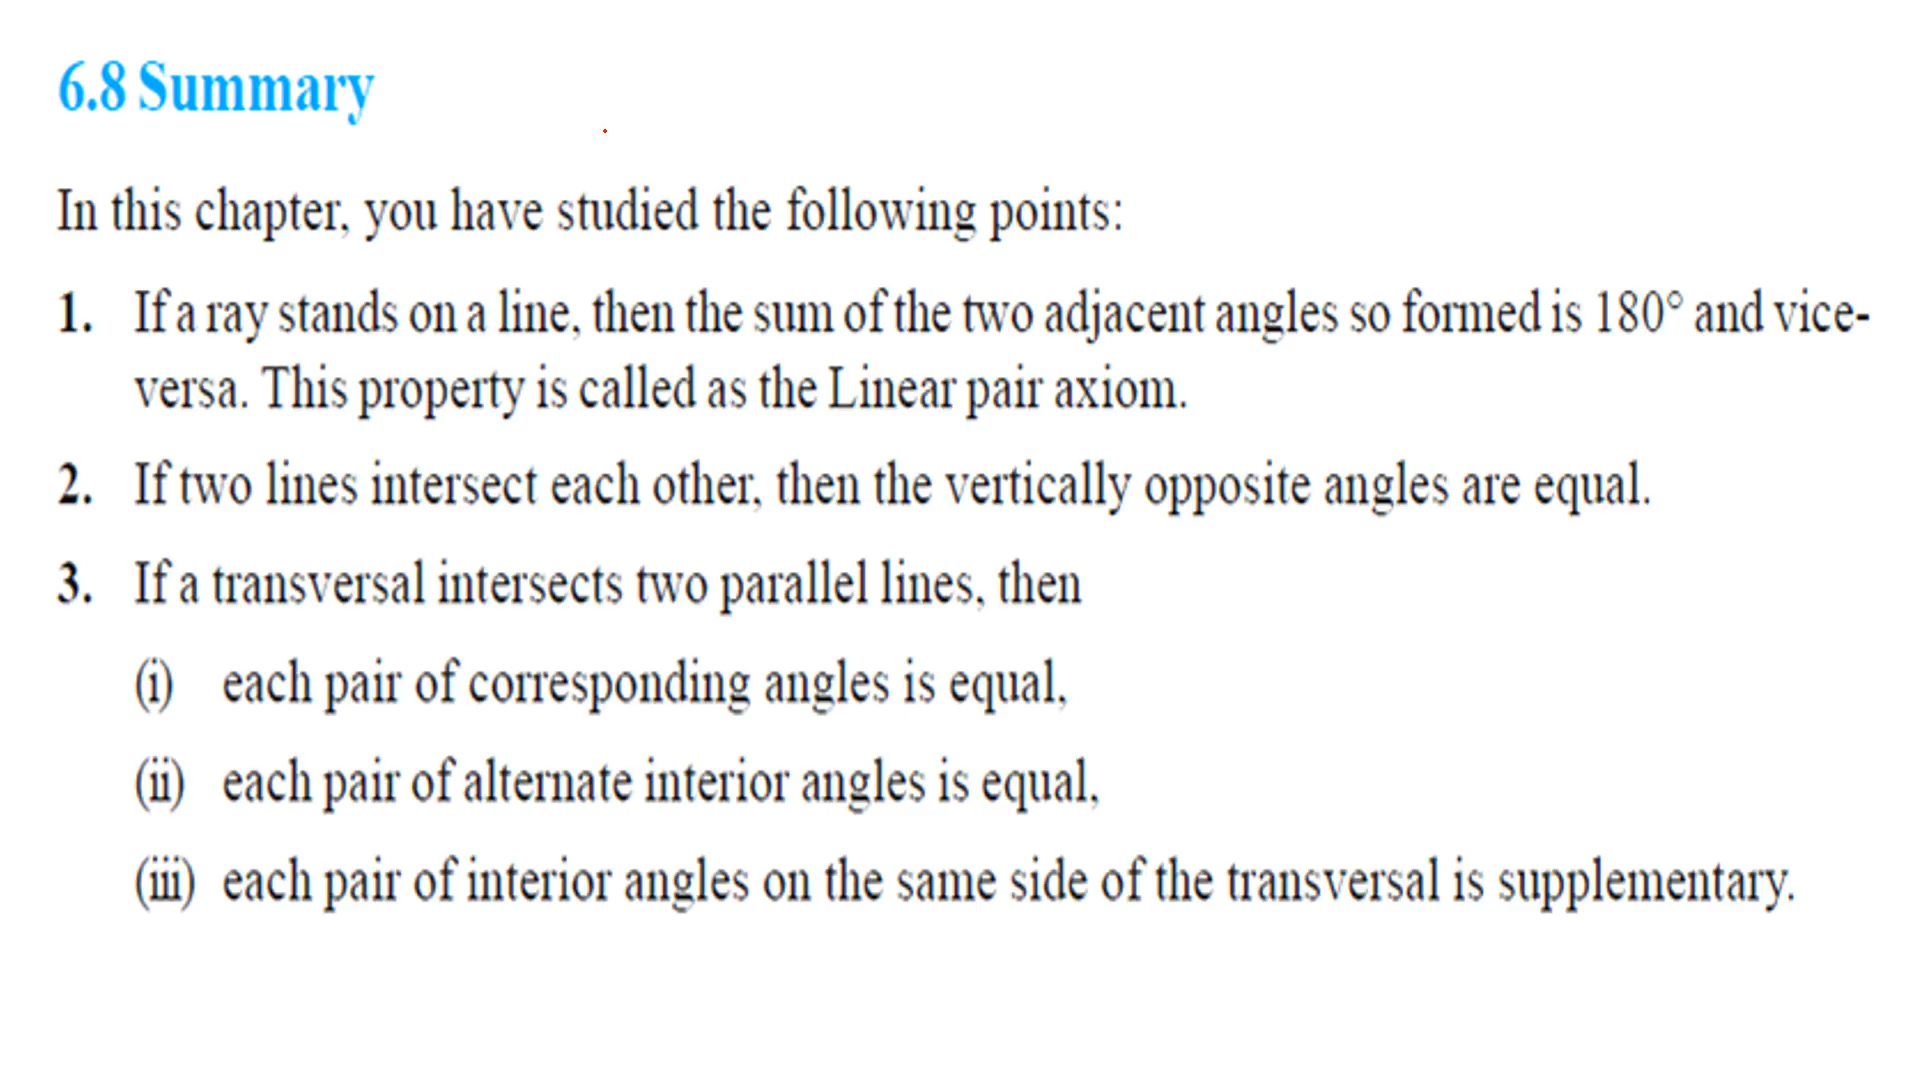 6.8 Summary
In this chapter, you have studied the following points:
1. If a ray stands on a line, then the sum of the two adjacent angles so formed is 180° and vice-
versa. This property is called as the Linear pair axiom.
2. If two lines intersect each other, then the vertically opposite angles are equal.
3. If a transversal intersects two parallel lines, then
(i) each pair of corresponding angles is equal,
(ii) each pair of alternate interior angles is equal,
(iii) each pair of interior angles on the same side of the transversal is supplementary.